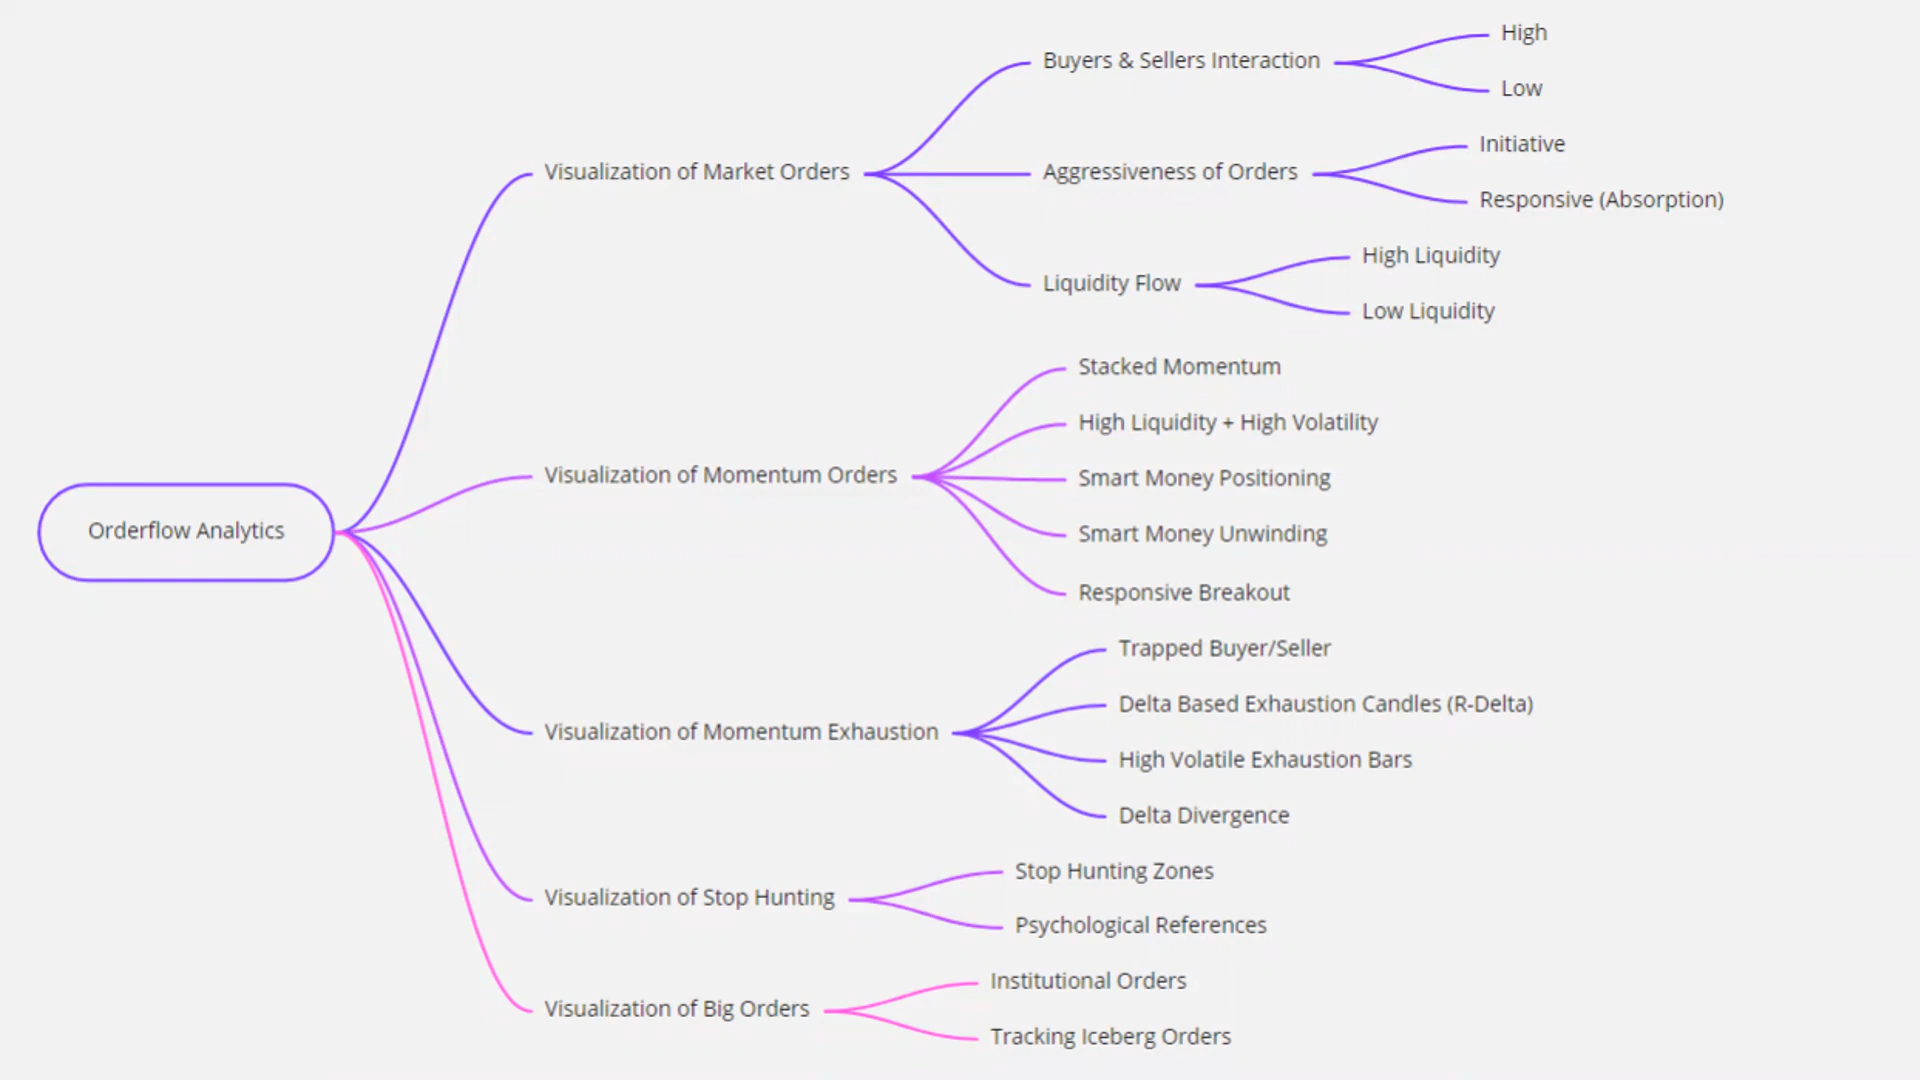 Orderflow Analytics
Visualization of Market Orders
Buyers & Sellers Interaction
High
Low
Aggressiveness of Orders
Initiative
Responsive (Absorption)
Liquidity Flow
High Liquidity
Low Liquidity
Visualization of Momentum Orders
Stacked Momentum
High Liquidity + High Volatility
Smart Money Positioning
Smart Money Unwinding
Responsive Breakout
Visualization of Momentum Exhaustion
Trapped Buyer/Seller
Delta Based Exhaustion Candles (R-Delta)
High Volatile Exhaustion Bars
Delta Divergence
Visualization of Stop Hunting
Stop Hunting Zones
Psychological References
Visualization of Big Orders
Institutional Orders
Tracking Iceberg Orders